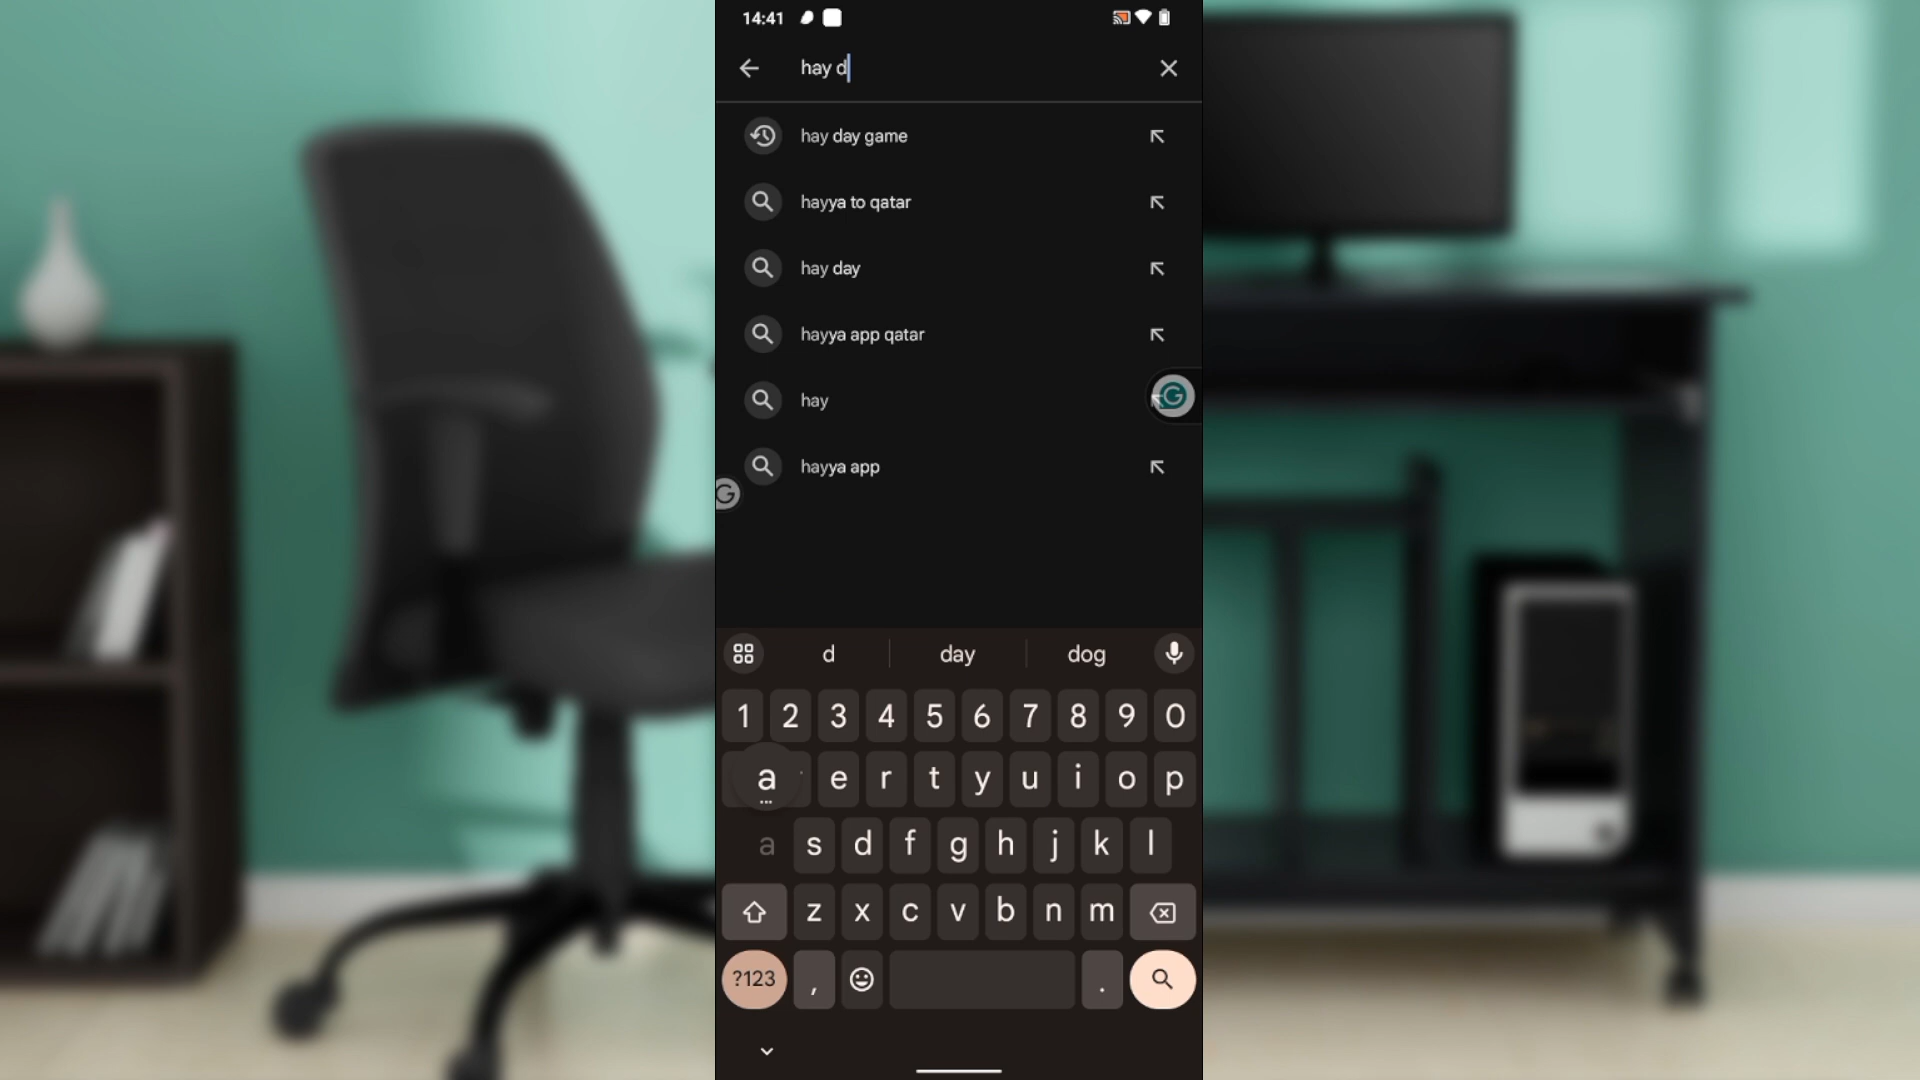 14:41
hay d
hay day game
hayya to qatar
hay day
hayya app qatar
hay
hayya app
d day dog
1 2 3 4 5 6 7 8 9 0
a e r t y u i o p
a s d f g h j k l
z x c v b n m
?123 , .